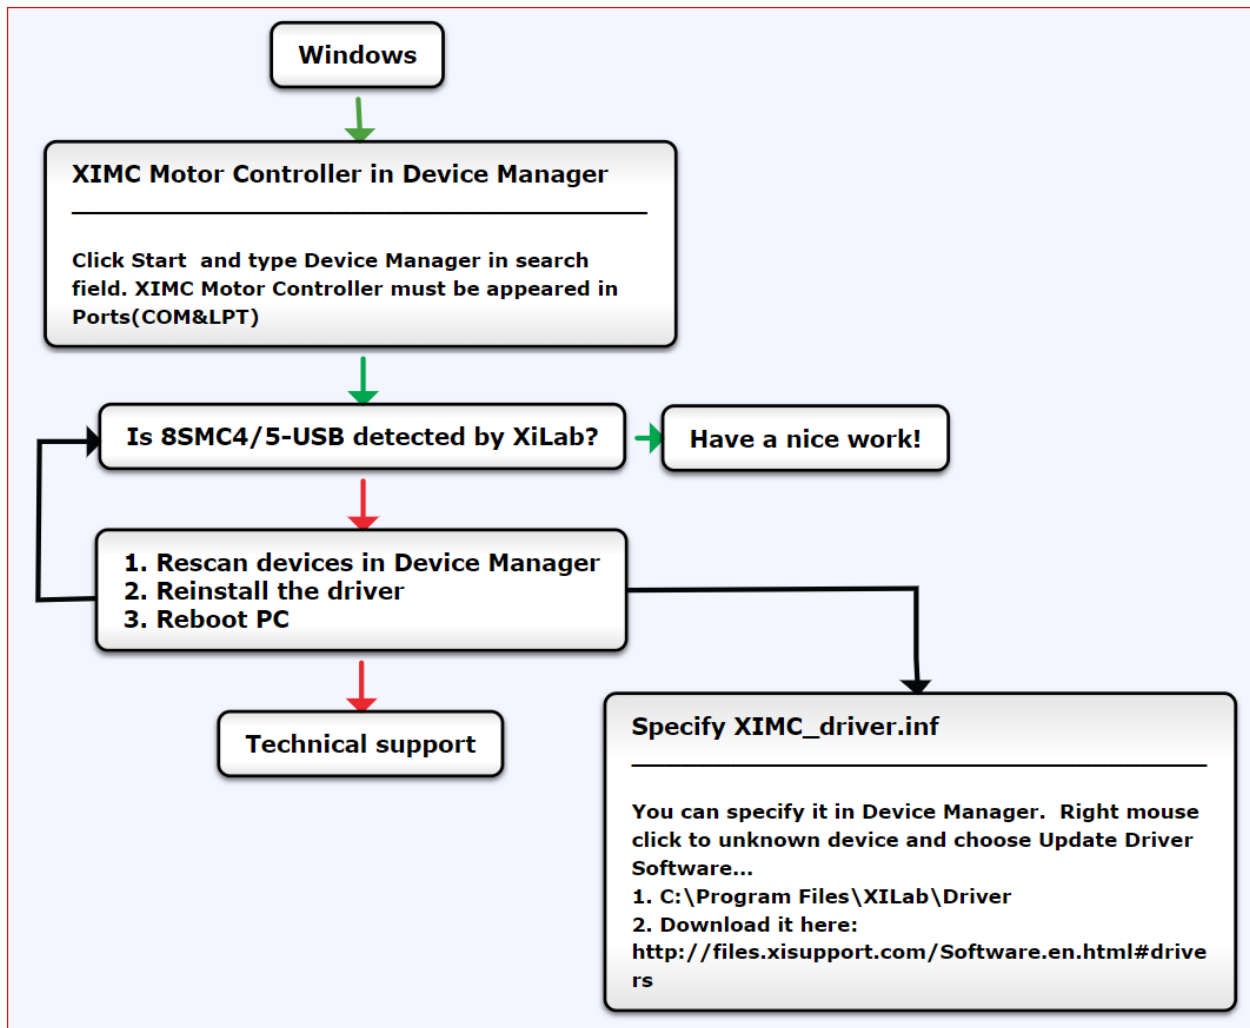 Windows
XIMC Motor Controller in Device Manager
Click Start  and type Device Manager in search
field. XIMC Motor Controller must be appeared in
Ports(COM&LPT)
Is 8SMC4/5-USB detected by XiLab?
Have a nice work!
1. Rescan devices in Device Manager
2. Reinstall the driver
3. Reboot PC
Technical support
Specify XIMC_driver.inf
You can specify it in Device Manager.  Right mouse
click to unknown device and choose Update Driver
Software...
1. C:\Program Files\XILab\Driver
2. Download it here:
http://files.xisupport.com/Software.en.html#drive
rs